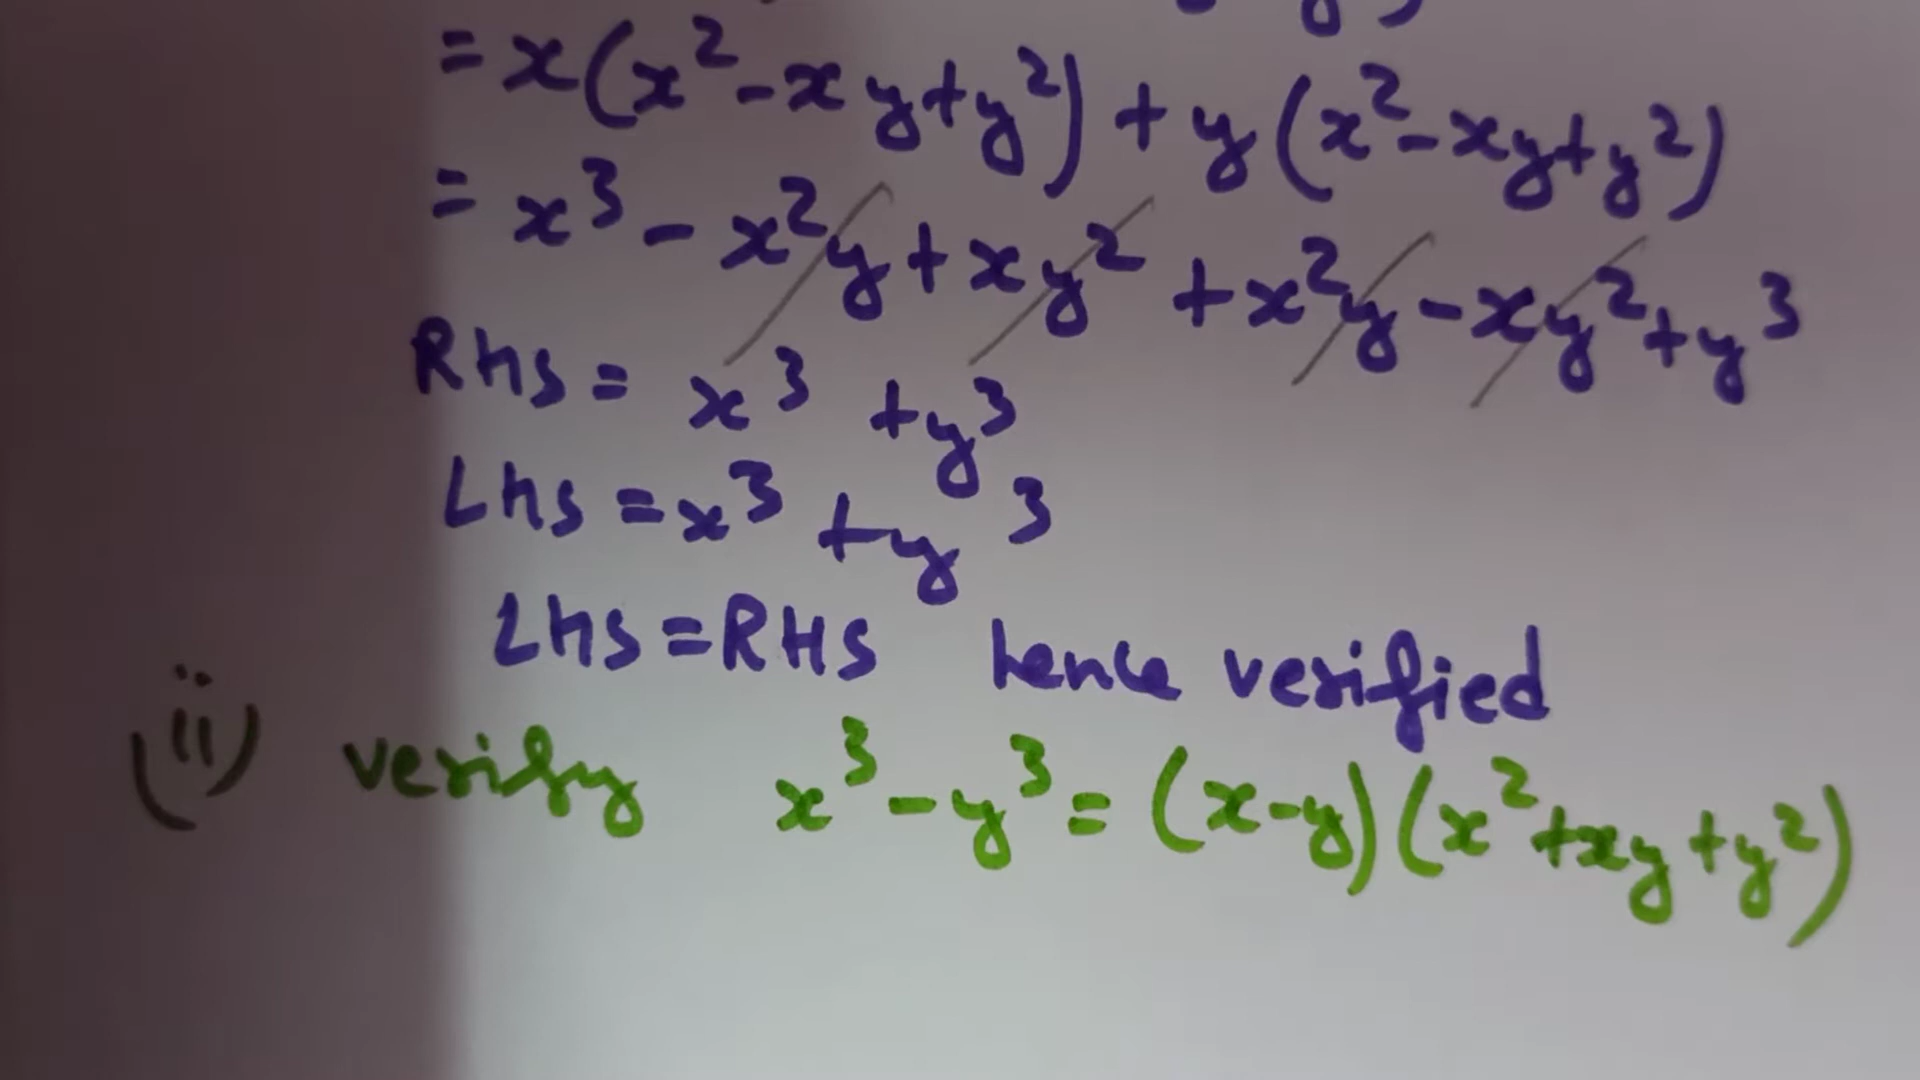 = x(x²-xy+y²) + y(x²-xy+y²)
= x³ - x²y + xy² + x²y - xy² + y³
RHS = x³ + y³
LHS = x³ + y³
LHS = RHS hence verified
(ii) verify x³ - y³ = (x-y)(x²+xy+y²)